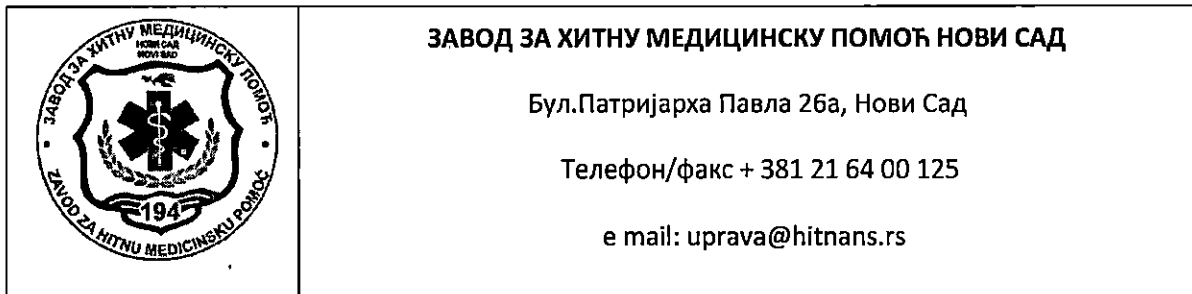 ЗАВОД ЗА ХИТНУ МЕДИЦИНСКУ ПОМОЋ
НОВИ САД
NOVI SAD
194
ZAVOD ZA HITNU MEDICINSKU POMOĆ
ЗАВОД ЗА ХИТНУ МЕДИЦИНСКУ ПОМОЋ НОВИ САД
Бул.Патријарха Павла 26а, Нови Сад
Телефон/факс + 381 21 64 00 125
e mail: uprava@hitnans.rs